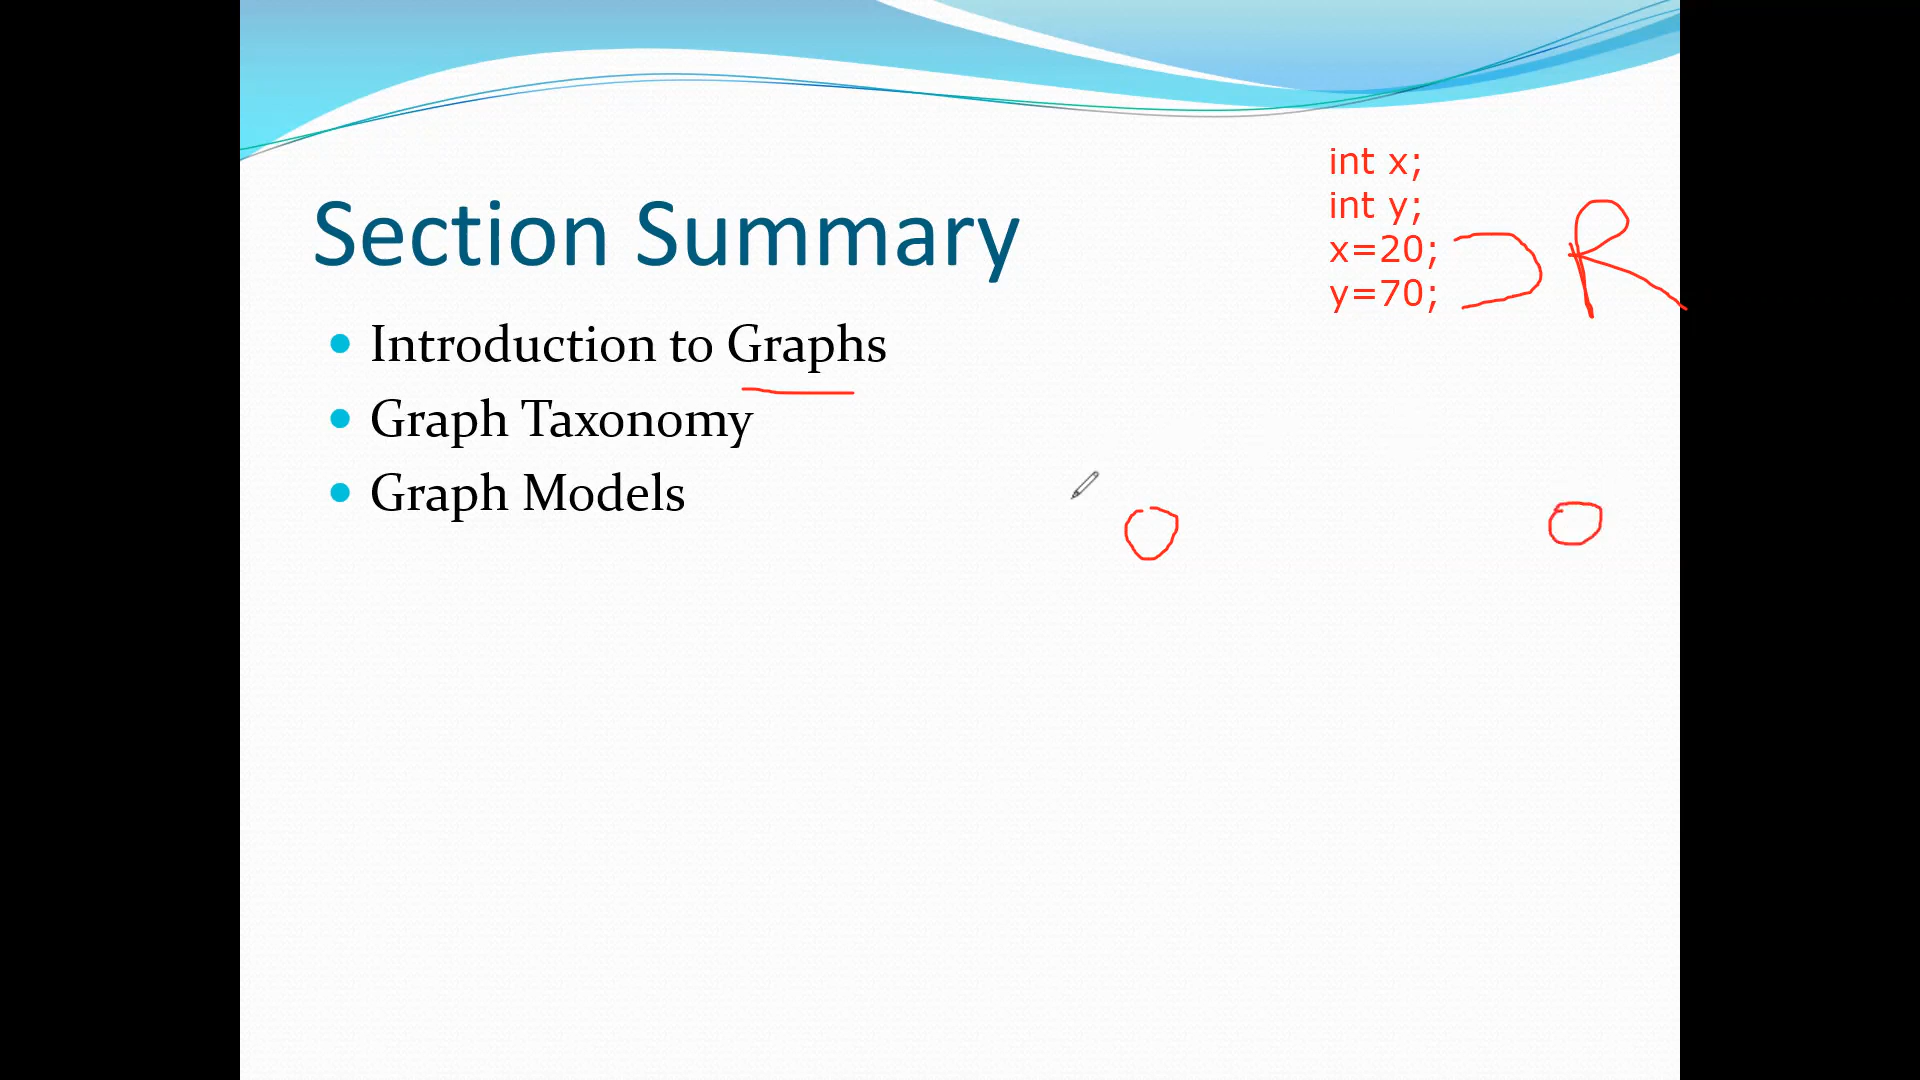 Section Summary
Introduction to Graphs
Graph Taxonomy
Graph Models
int x;
int y;
x=20;
y=70;
R